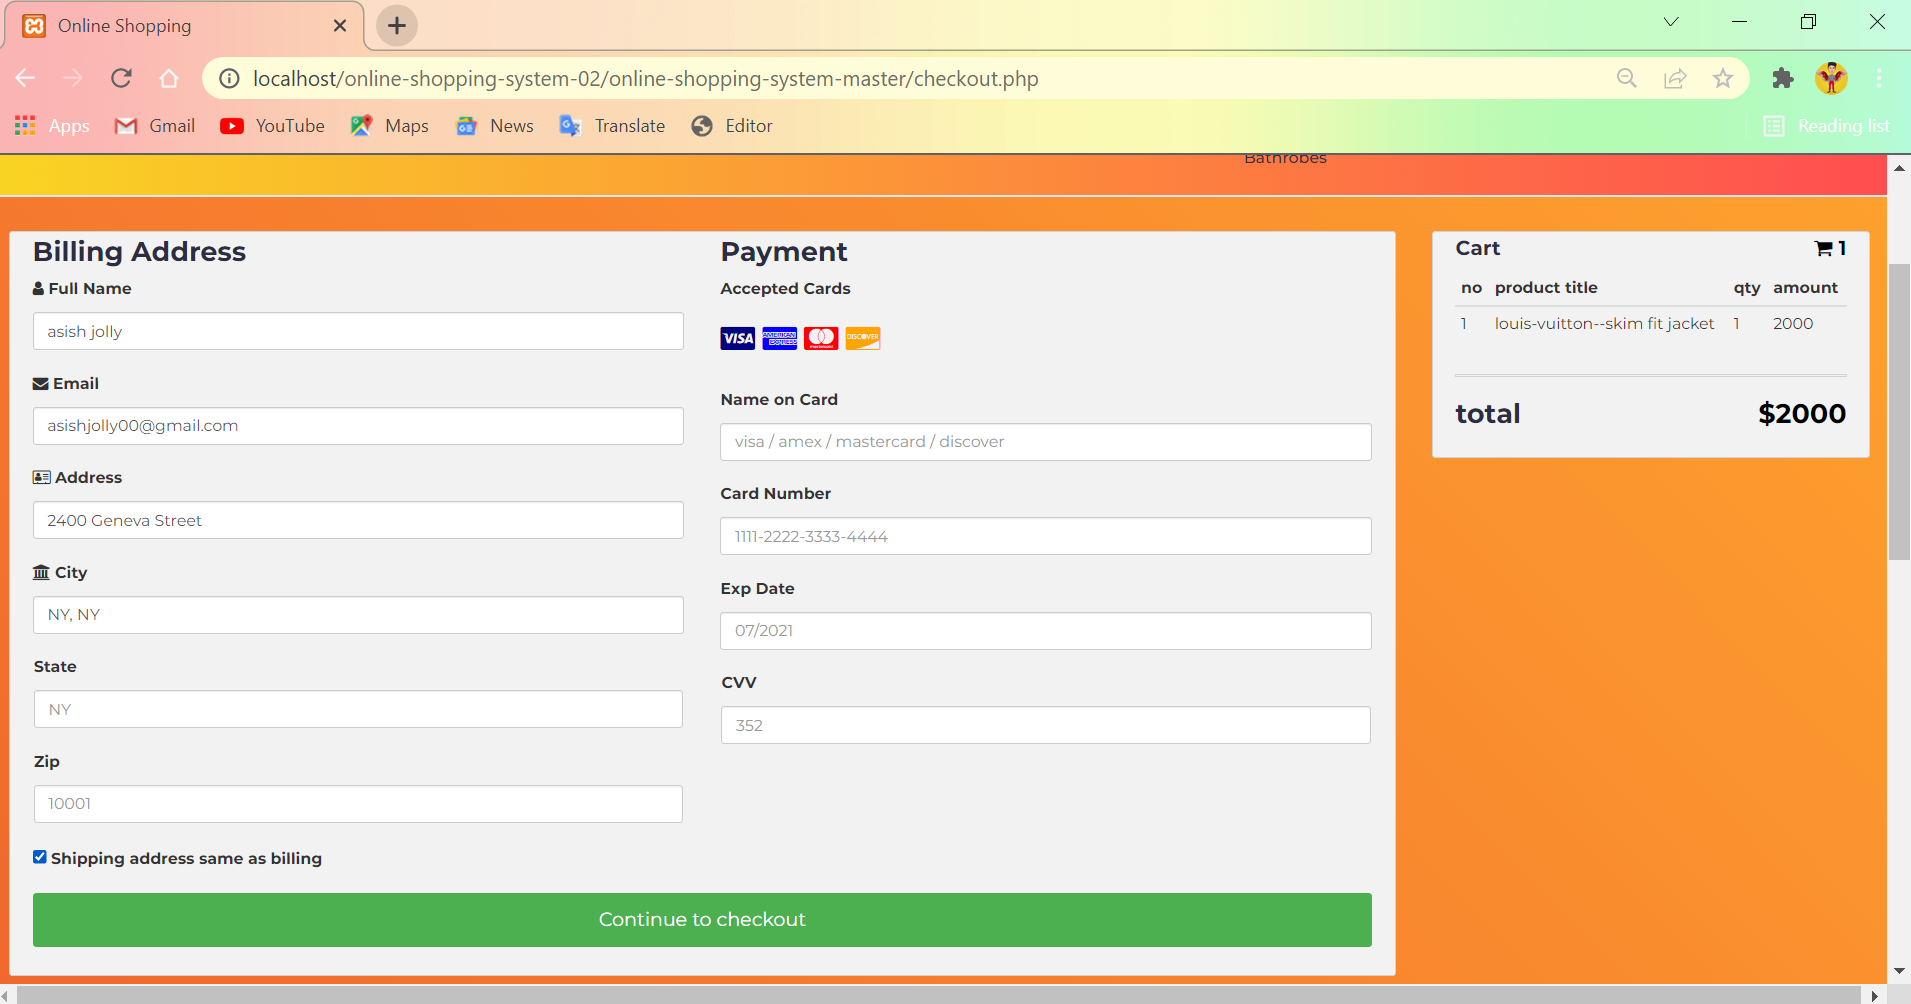 Online Shopping
localhost/online-shopping-system-02/online-shopping-system-master/checkout.php
Apps Gmail YouTube Maps News Translate Editor Reading list
Bathrobes
Billing Address
Full Name
asish jolly
Email
asishjolly00@gmail.com
Address
2400 Geneva Street
City
NY, NY
State
NY
Zip
10001
Shipping address same as billing
Payment
Accepted Cards
VISA AMERICAN EXPRESS mastercard DISCOVER
Name on Card
visa / amex / mastercard / discover
Card Number
1111-2222-3333-4444
Exp Date
07/2021
CVV
352
Continue to checkout
Cart 1
no product title qty amount
1 louis-vuitton--skim fit jacket 1 2000
total $2000